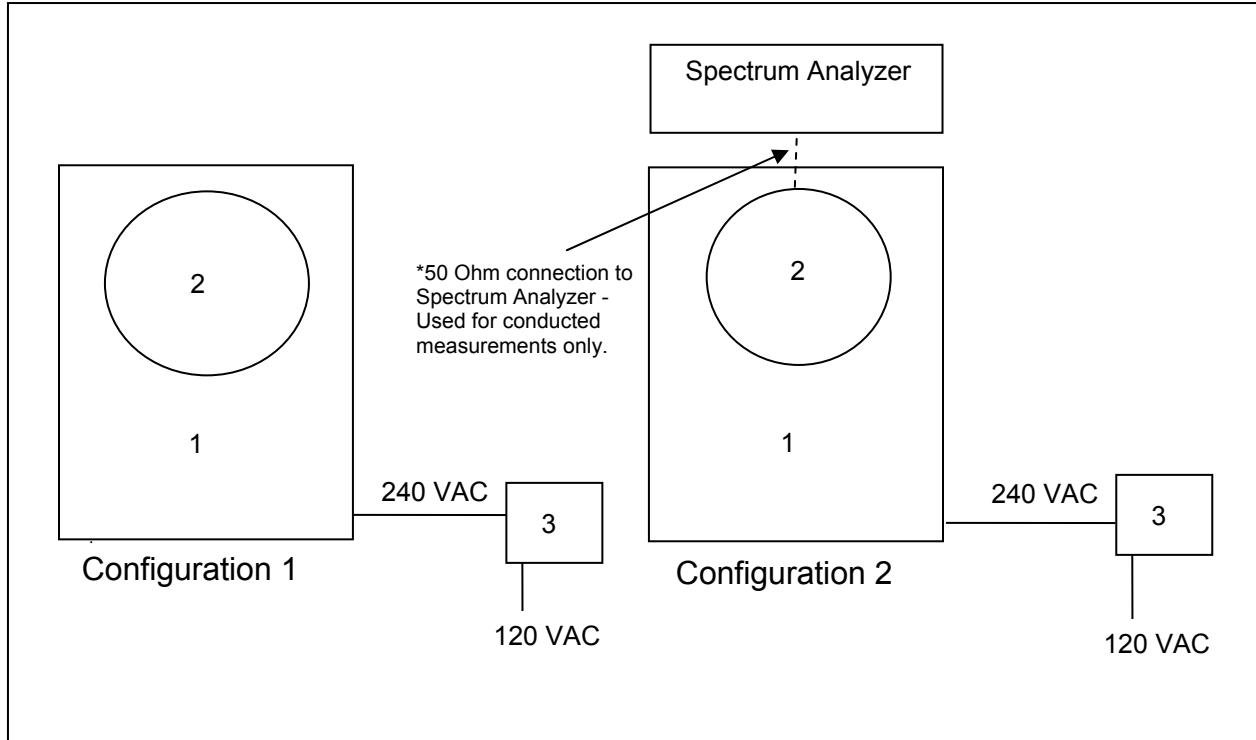 Spectrum Analyzer
2
1
240 VAC
3
120 VAC
Configuration 1
*50 Ohm connection to
Spectrum Analyzer -
Used for conducted
measurements only.
2
1
240 VAC
3
120 VAC
Configuration 2